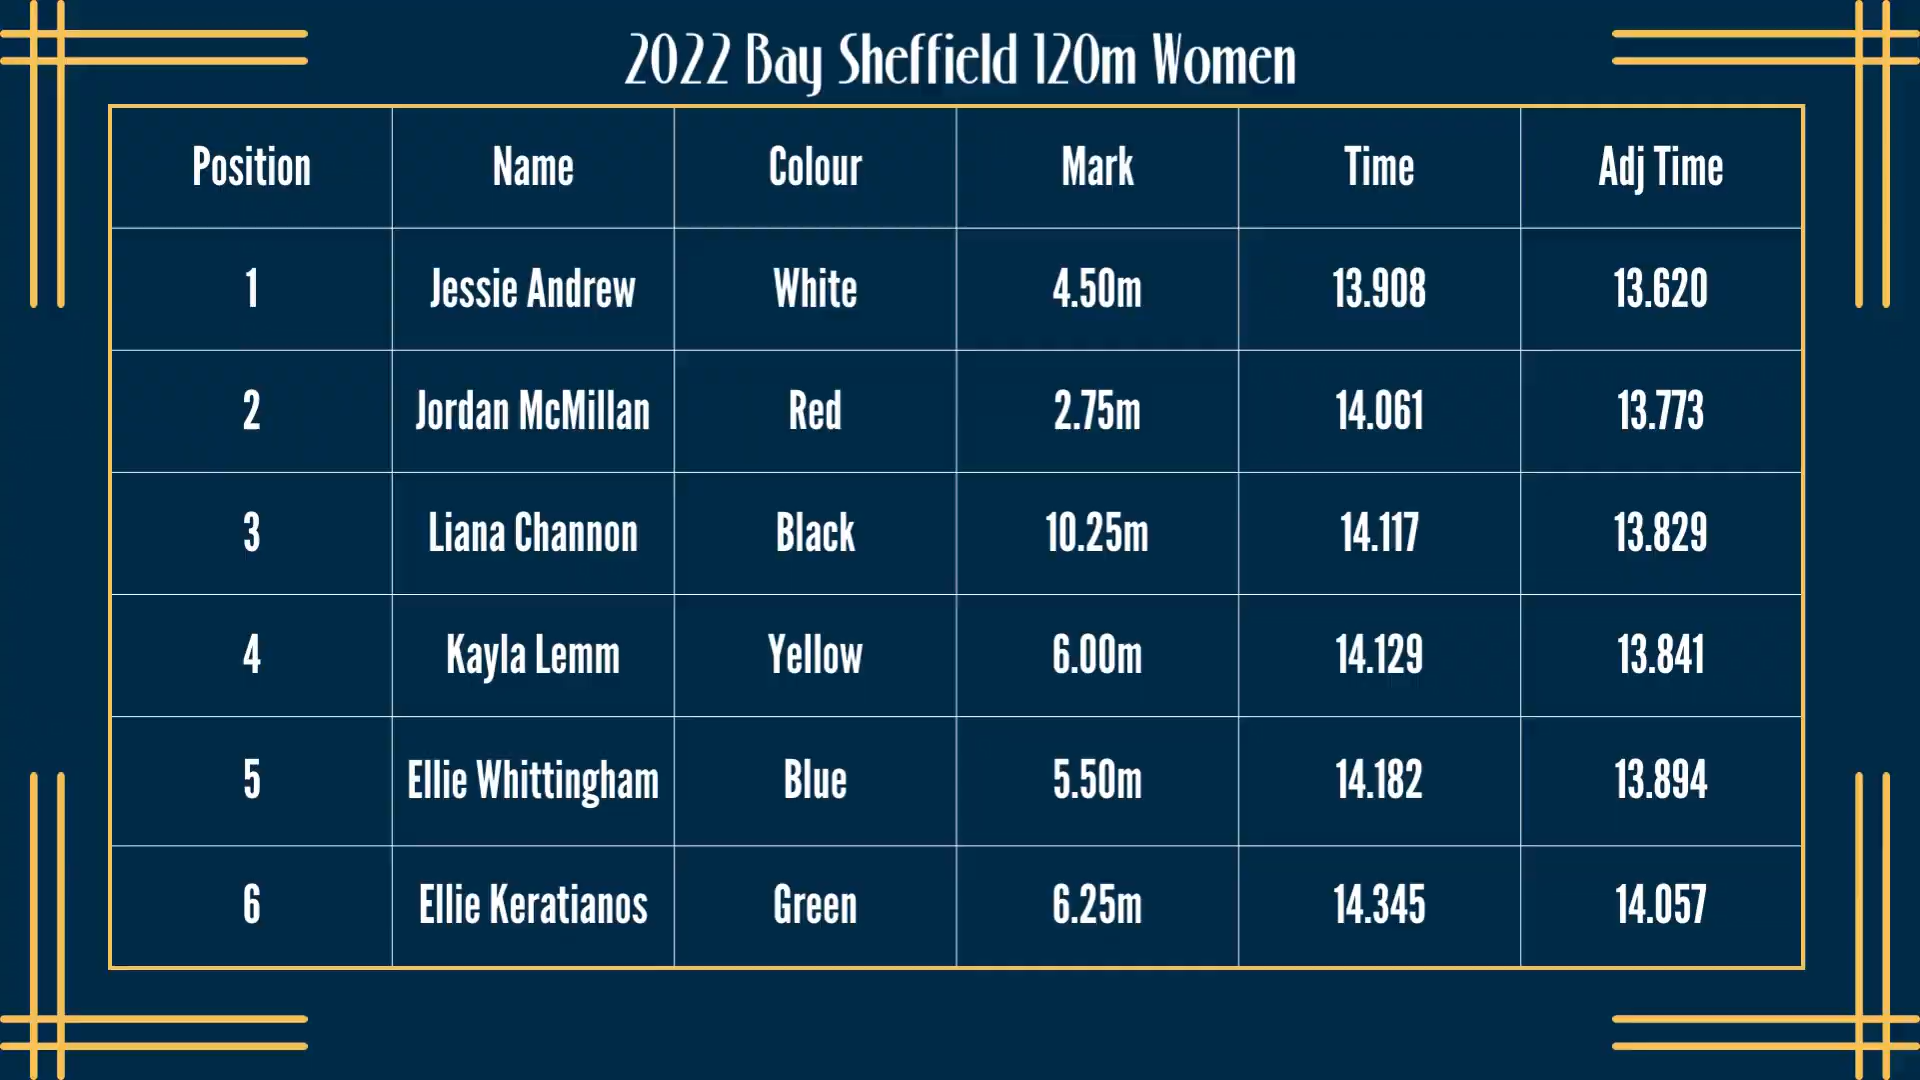 2022 Bay Sheffield 120m Women
Position Name Colour Mark Time Adj Time
1 Jessie Andrew White 4.50m 13.908 13.620
2 Jordan McMillan Red 2.75m 14.061 13.773
3 Liana Channon Black 10.25m 14.117 13.829
4 Kayla Lemm Yellow 6.00m 14.129 13.841
5 Ellie Whittingham Blue 5.50m 14.182 13.894
6 Ellie Keratianos Green 6.25m 14.345 14.057